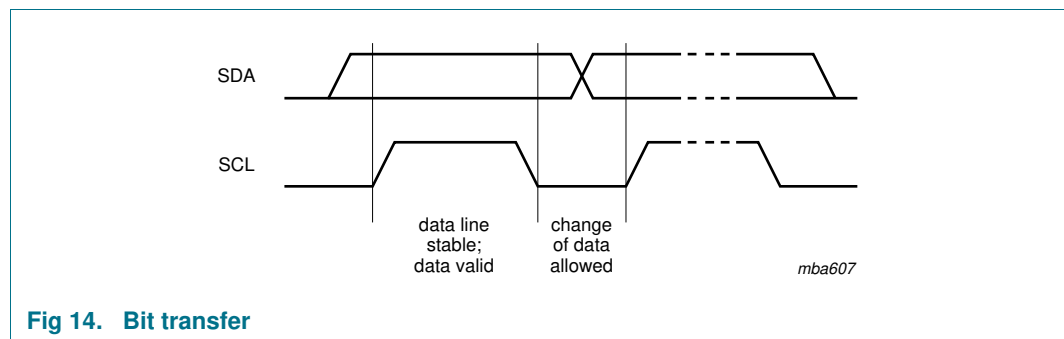 SDA
SCL
data line
stable;
data valid
change
of data
allowed
mba607
Fig 14. Bit transfer